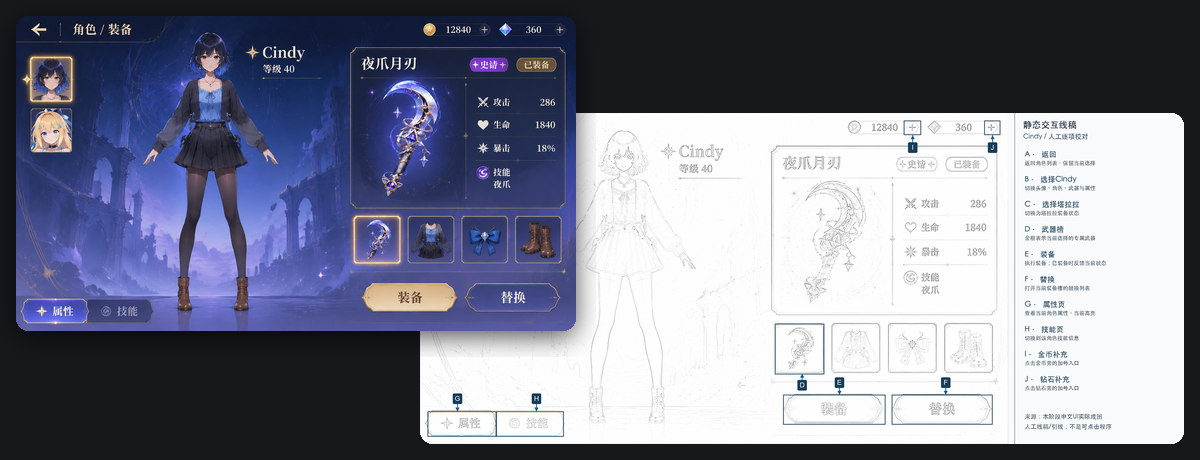 角色 / 装备
12840
360
Cindy
等级 40
夜爪月刃
史诗
已装备
攻击 286
生命 1840
暴击 18%
技能
夜爪
装备
替换
属性
技能
12840
360
I
J
Cindy
等级 40
夜爪月刃
史诗
已装备
攻击 286
生命 1840
暴击 18%
技能
夜爪
D
E
F
装备
替换
G
H
属性
技能
静态交互线稿
Cindy / 人工逐项校对
A · 返回
返回角色列表,保留当前选择
B · 选择Cindy
切换头像、角色、武器与属性
C · 选择塔拉拉
切换为塔拉拉装备状态
D · 武器槽
金框表示当前选择的专属武器
E · 装备
执行装备;已装备时反馈当前状态
F · 替换
打开当前装备槽的替换列表
G · 属性页
查看当前角色属性,当前高亮
H · 技能页
切换到该角色技能信息
I · 金币补充
点击金币旁的加号入口
J · 钻石补充
点击钻石旁的加号入口
来源:本阶段中文UI实际成图
人工线稿/引线;不是可点击程序